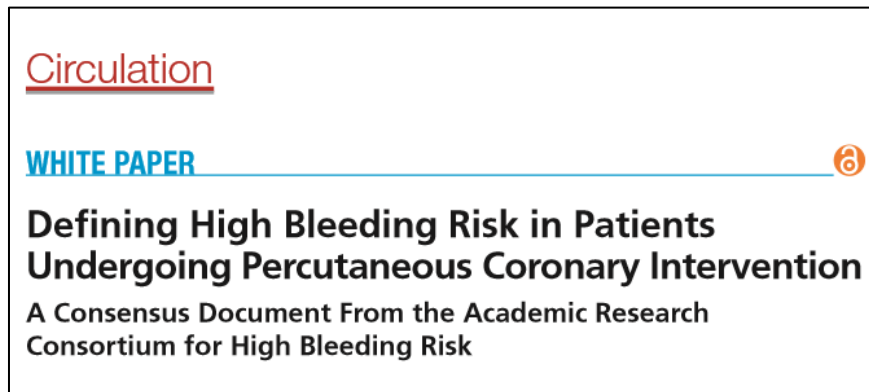 Circulation
WHITE PAPER
Defining High Bleeding Risk in Patients
Undergoing Percutaneous Coronary Intervention
A Consensus Document From the Academic Research
Consortium for High Bleeding Risk